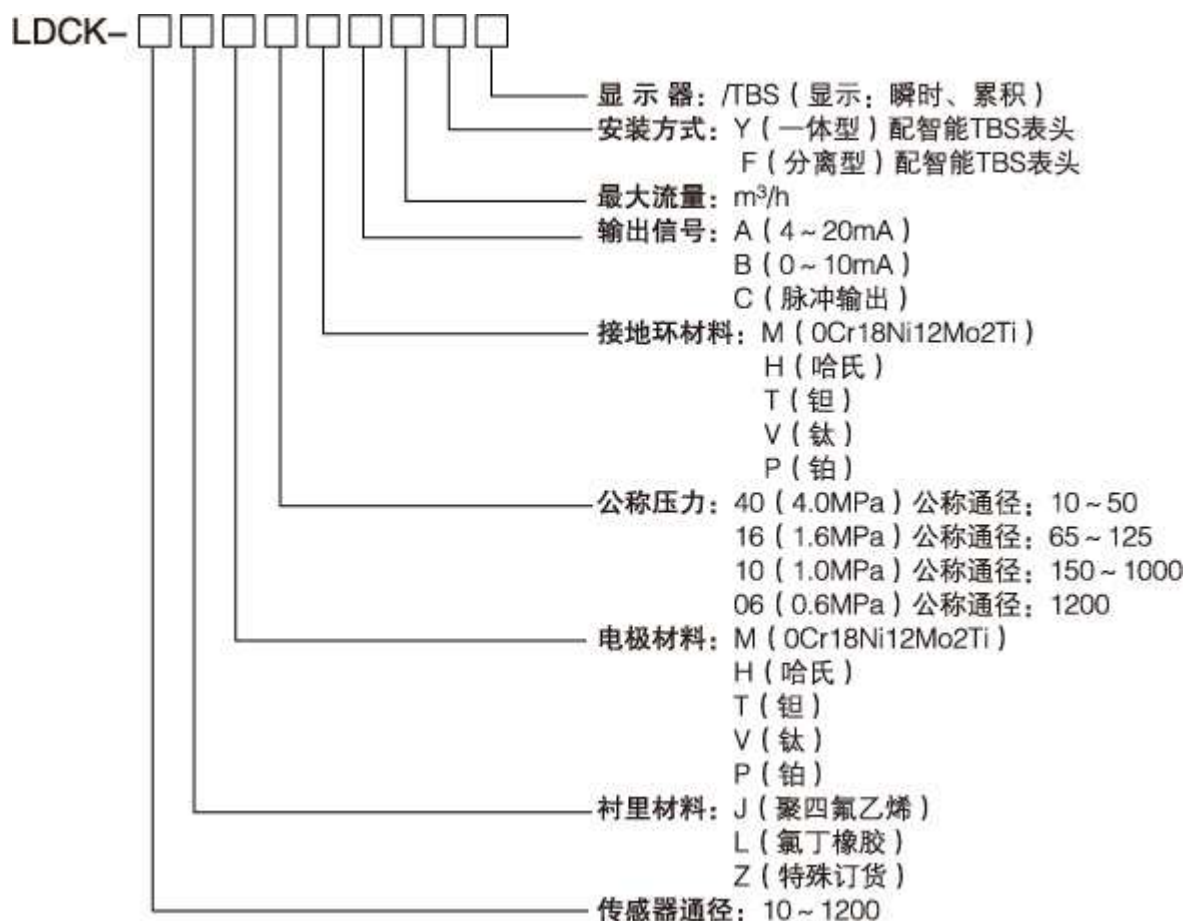 LDCK-□□□□□□□□□
显 示 器：/TBS（显示：瞬时、累积）
安装方式：Y（一体型）配智能TBS表头
F（分离型）配智能TBS表头
最大流量：m³/h
输出信号：A（4~20mA）
B（0~10mA）
C（脉冲输出）
接地环材料：M（0Cr18Ni12Mo2Ti）
H（哈氏）
T（钽）
V（钛）
P（铂）
公称压力：40（4.0MPa）公称通径：10~50
16（1.6MPa）公称通径：65~125
10（1.0MPa）公称通径：150~1000
06（0.6MPa）公称通径：1200
电极材料：M（0Cr18Ni12Mo2Ti）
H（哈氏）
T（钽）
V（钛）
P（铂）
衬里材料：J（聚四氟乙烯）
L（氯丁橡胶）
Z（特殊订货）
传感器通径：10~1200